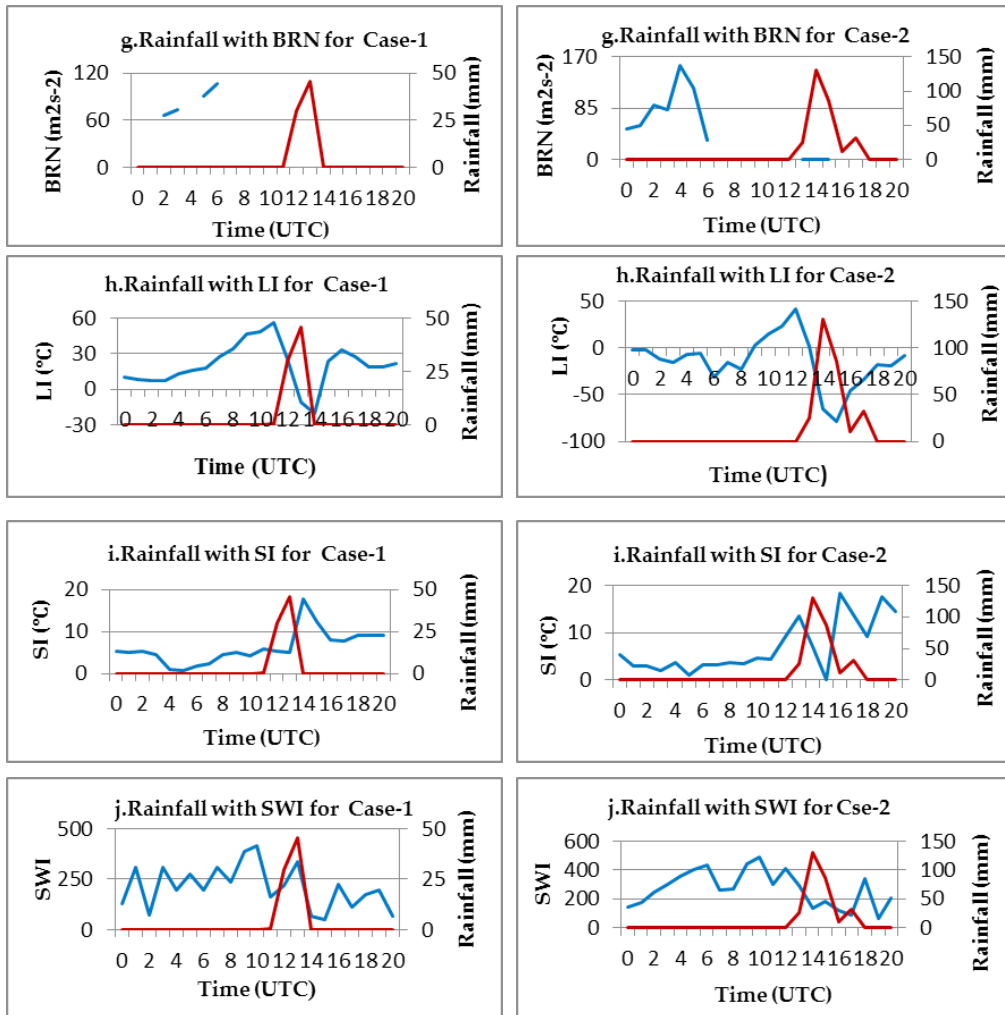 g.Rainfall with BRN for Case-1
BRN (m2s-2)
120
60
0
50
25
0
Rainfall (mm)
0 2 4 6 8 10 12 14 16 18 20
Time (UTC)
g.Rainfall with BRN for Case-2
BRN (m2s-2)
170
85
0
150
100
50
0
Rainfall (mm)
0 2 4 6 8 10 12 14 16 18 20
Time (UTC)
h.Rainfall with LI for Case-1
LI (°C)
60
30
0
-30
50
25
0
Rainfall (mm)
0 2 4 6 8 10 12 14 16 18 20
Time (UTC)
h.Rainfall with LI for Case-2
LI (°C)
50
0
-50
-100
150
100
50
0
Rainfall (mm)
0 2 4 6 8 10 12 14 16 18 20
Time (UTC)
i.Rainfall with SI for Case-1
SI (°C)
20
10
0
50
25
0
Rainfall (mm)
0 2 4 6 8 10 12 14 16 18 20
Time (UTC)
i.Rainfall with SI for Case-2
SI (°C)
20
10
0
150
100
50
0
Rainfall (mm)
0 2 4 6 8 10 12 14 16 18 20
Time (UTC)
j.Rainfall with SWI for Case-1
SWI
500
250
0
50
25
0
Rainfall (mm)
0 2 4 6 8 10 12 14 16 18 20
Time (UTC)
j.Rainfall with SWI for Cse-2
SWI
600
400
200
0
150
100
50
0
Rainfall (mm)
0 2 4 6 8 10 12 14 16 18 20
Time (UTC)